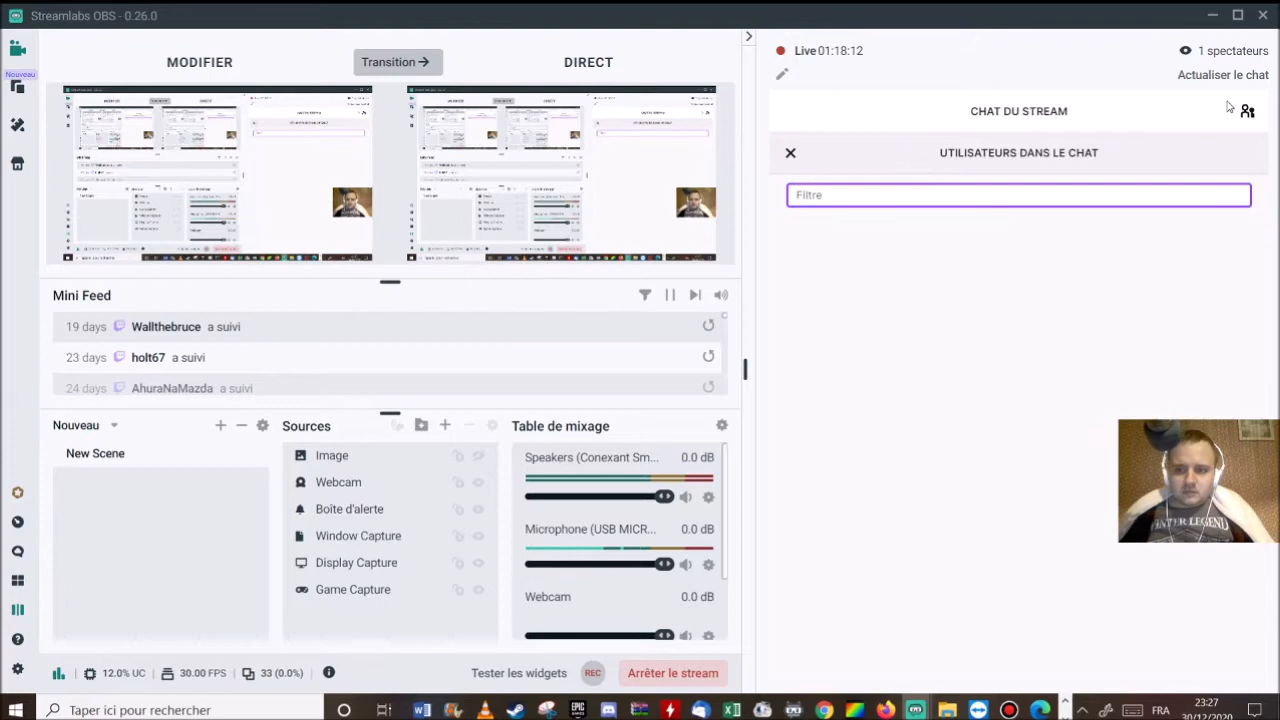 Streamlabs OBS - 0.26.0
Nouveau
MODIFIER
Transition
DIRECT
Live 01:18:12
1 spectateurs
Actualiser le chat
CHAT DU STREAM
UTILISATEURS DANS LE CHAT
Filtre
Mini Feed
19 days Wallthebruce a suivi
23 days holt67 a suivi
24 days AhuraNaMazda a suivi
Nouveau
New Scene
Sources
Image
Webcam
Boîte d'alerte
Window Capture
Display Capture
Game Capture
Table de mixage
Speakers (Conexant Sm... 0.0 dB
Microphone (USB MICR... 0.0 dB
Webcam 0.0 dB
12.0% UC
30.00 FPS
33 (0.0%)
Tester les widgets
REC
Arrêter le stream
Taper ici pour rechercher
EPIC
FRA
23:27
30/12/2020